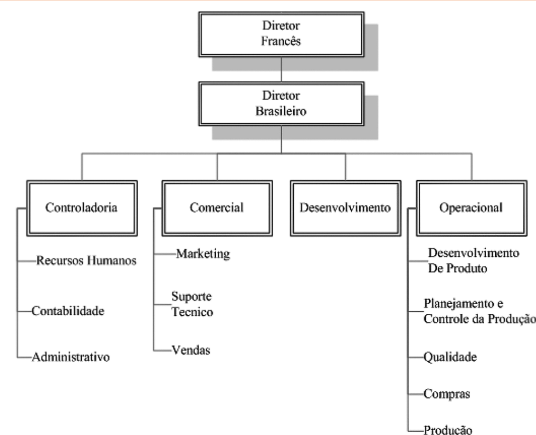 Diretor
Francês
Diretor
Brasileiro
Controladoria
Comercial
Desenvolvimento
Operacional
Recursos Humanos
Contabilidade
Administrativo
Marketing
Suporte
Tecnico
Vendas
Desenvolvimento
De Produto
Planejamento e
Controle da Produção
Qualidade
Compras
Produção